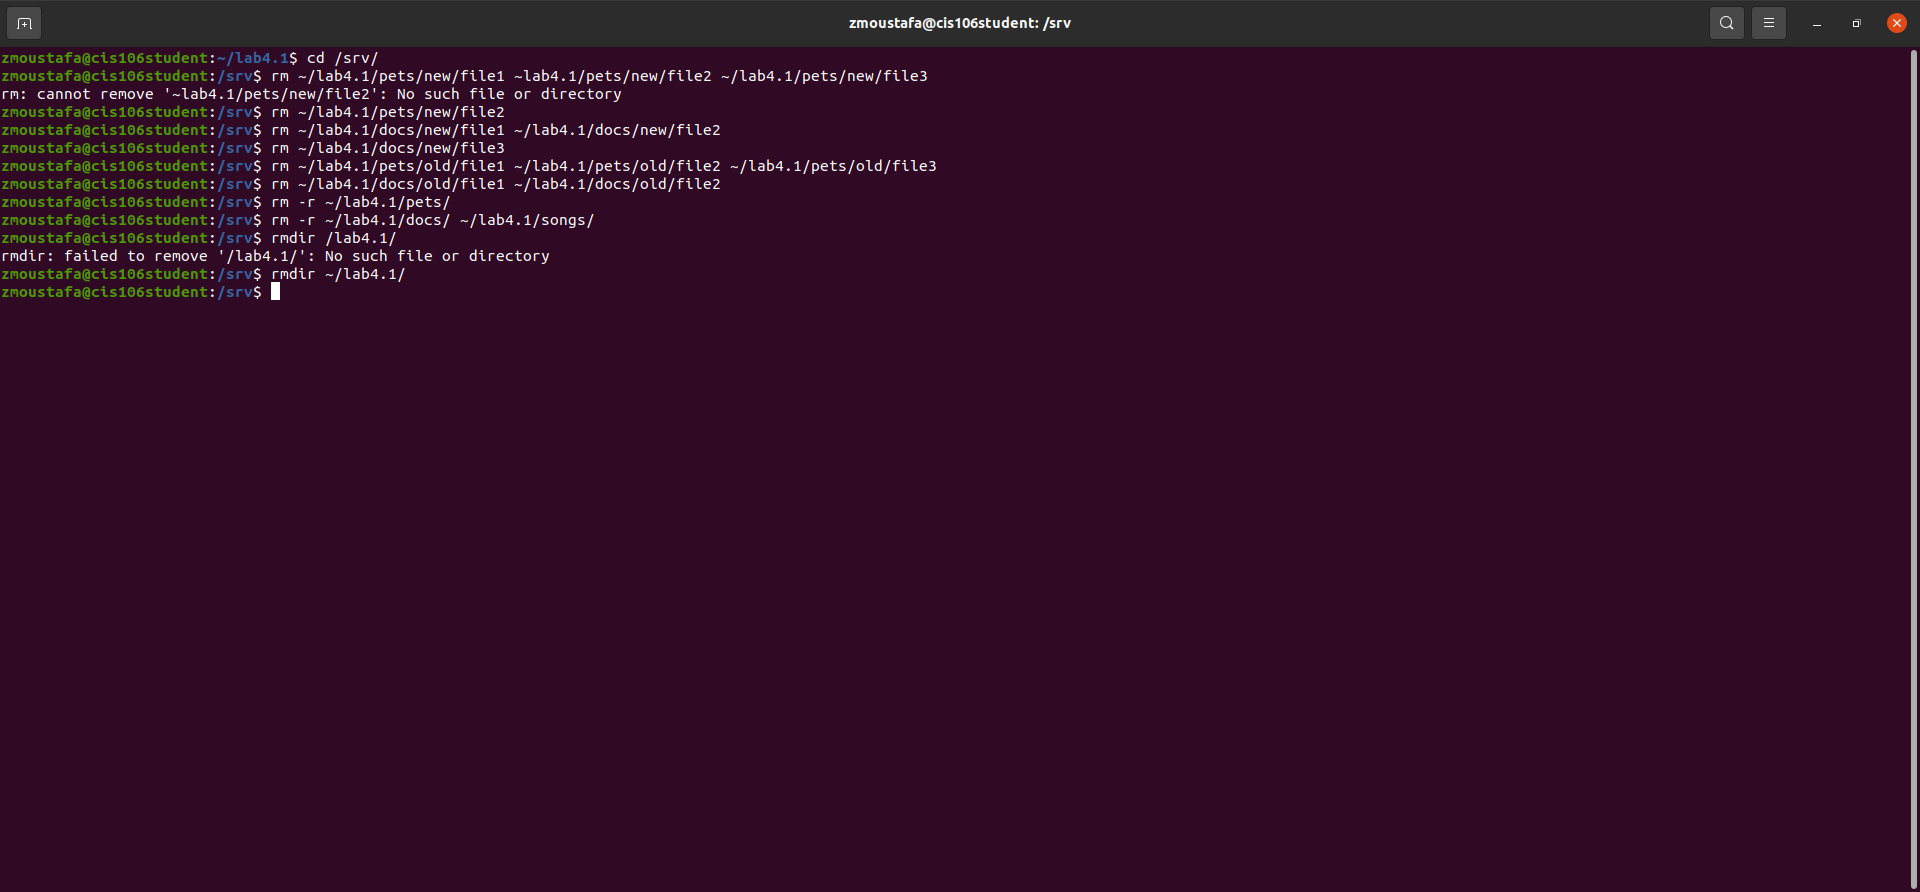 zmoustafa@cis106student: /srv
zmoustafa@cis106student:~/lab4.1$ cd /srv/
zmoustafa@cis106student:/srv$ rm ~/lab4.1/pets/new/file1 ~lab4.1/pets/new/file2 ~/lab4.1/pets/new/file3
rm: cannot remove '~lab4.1/pets/new/file2': No such file or directory
zmoustafa@cis106student:/srv$ rm ~/lab4.1/pets/new/file2
zmoustafa@cis106student:/srv$ rm ~/lab4.1/docs/new/file1 ~/lab4.1/docs/new/file2
zmoustafa@cis106student:/srv$ rm ~/lab4.1/docs/new/file3
zmoustafa@cis106student:/srv$ rm ~/lab4.1/pets/old/file1 ~/lab4.1/pets/old/file2 ~/lab4.1/pets/old/file3
zmoustafa@cis106student:/srv$ rm ~/lab4.1/docs/old/file1 ~/lab4.1/docs/old/file2
zmoustafa@cis106student:/srv$ rm -r ~/lab4.1/pets/
zmoustafa@cis106student:/srv$ rm -r ~/lab4.1/docs/ ~/lab4.1/songs/
zmoustafa@cis106student:/srv$ rmdir /lab4.1/
rmdir: failed to remove '/lab4.1/': No such file or directory
zmoustafa@cis106student:/srv$ rmdir ~/lab4.1/
zmoustafa@cis106student:/srv$